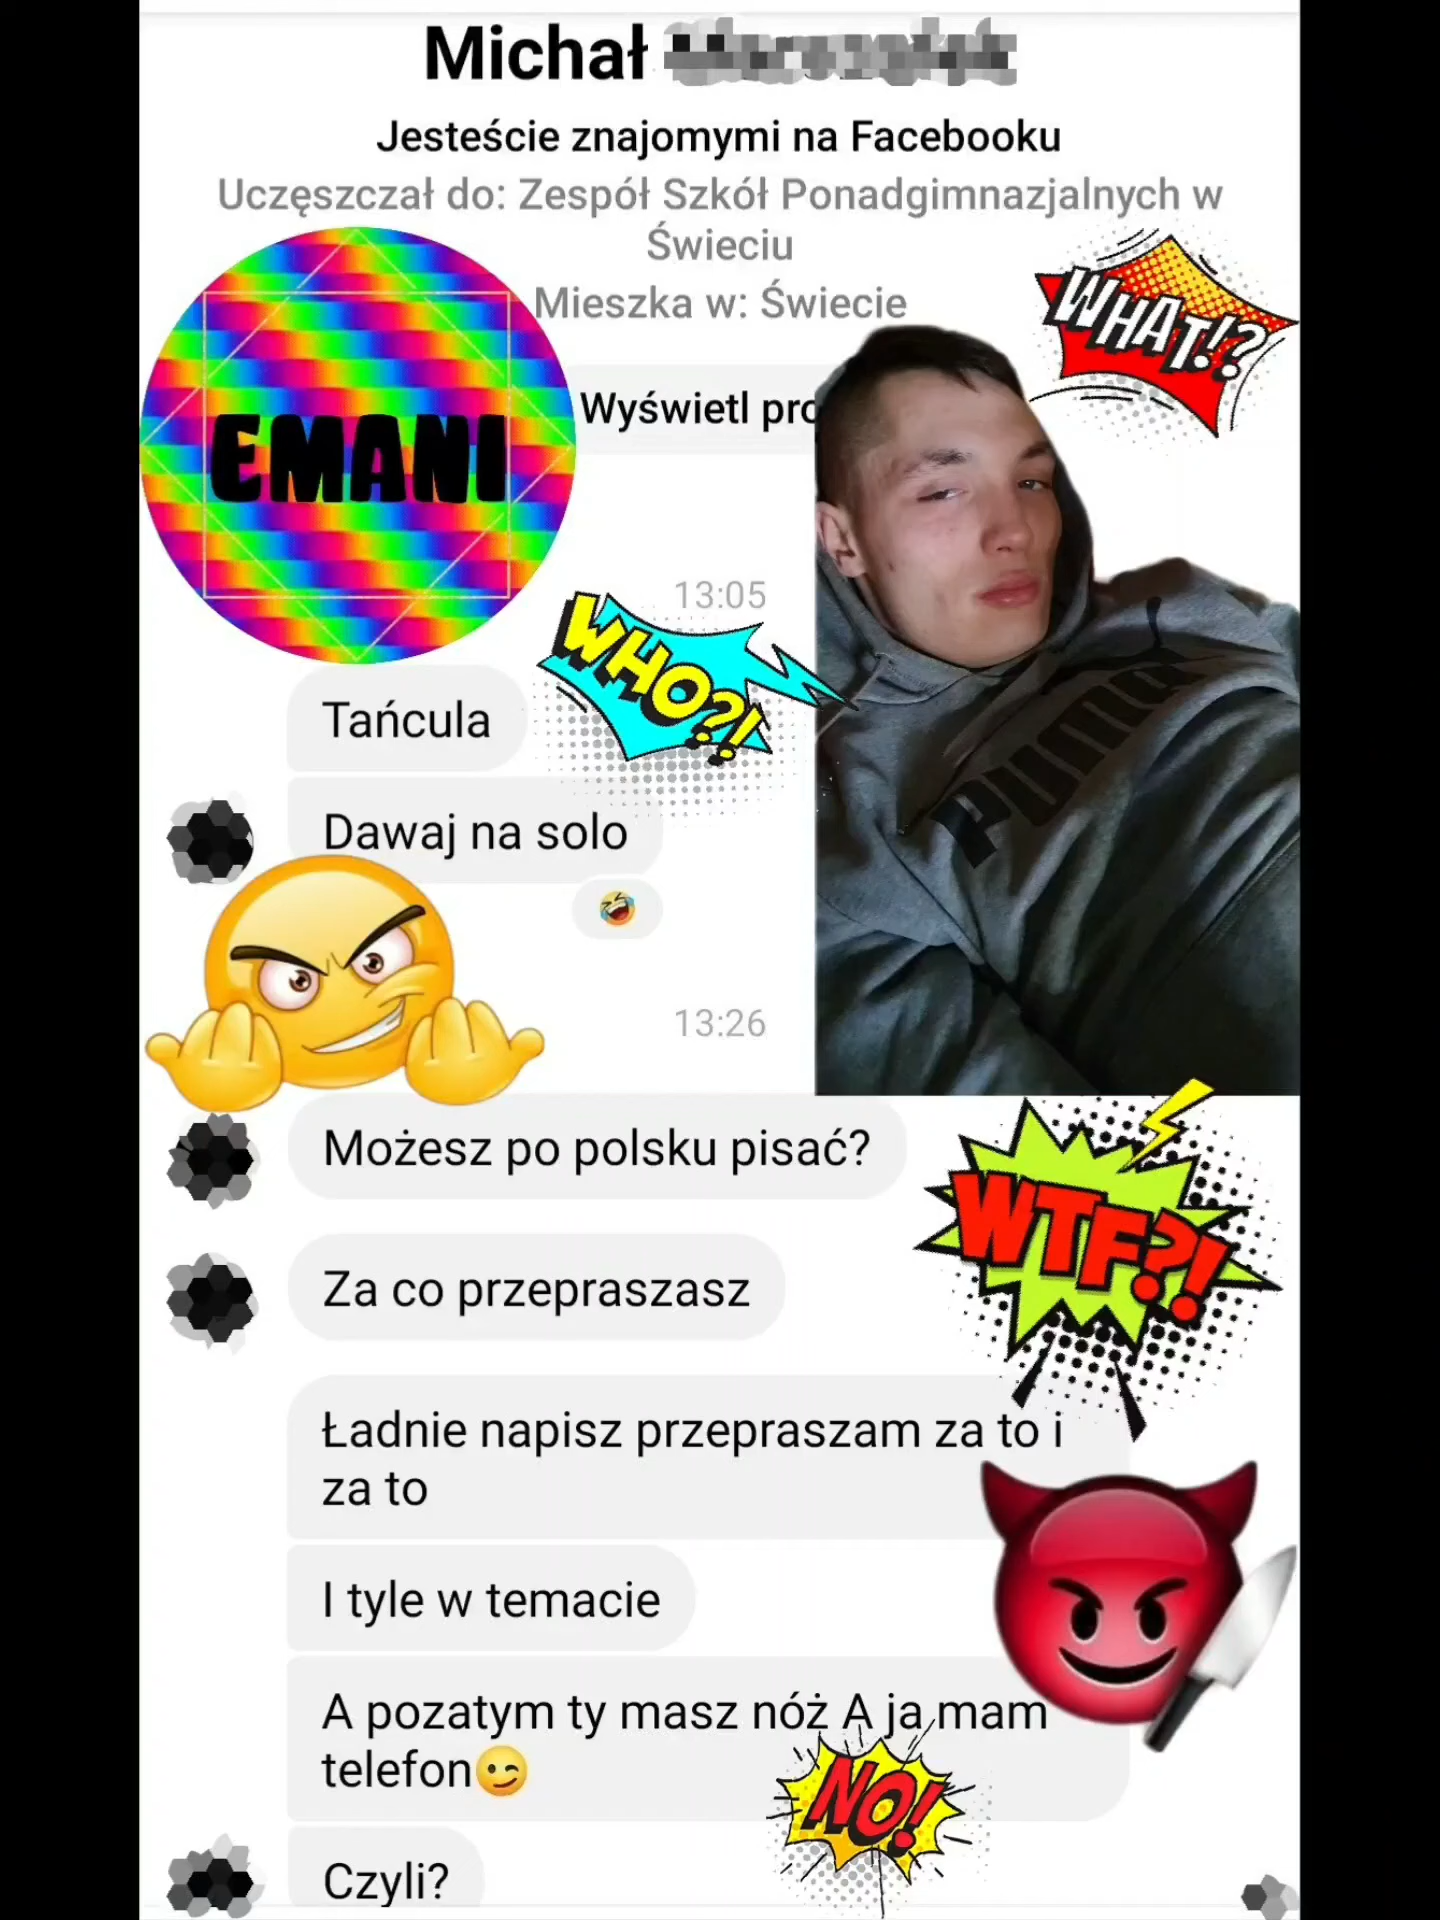 Michał
Jesteście znajomymi na Facebooku
Uczęszczał do: Zespół Szkół Ponadgimnazjalnych w
Świeciu
Mieszka w: Świecie
WHAT!?
Wyświetl pro
EMANI
13:05
WHO?!
Tańcula
PUMA
Dawaj na solo
13:26
Możesz po polsku pisać?
WTF?!
Za co przepraszasz
Ładnie napisz przepraszam za to i
za to
I tyle w temacie
A pozatym ty masz nóż A ja mam
telefon😉
NO!
Czyli?